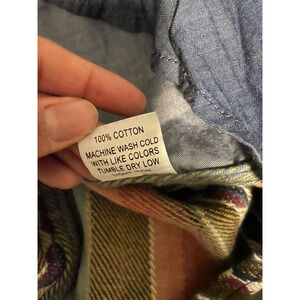 100% COTTON
MACHINE WASH COLD
WITH LIKE COLORS
TUMBLE DRY LOW